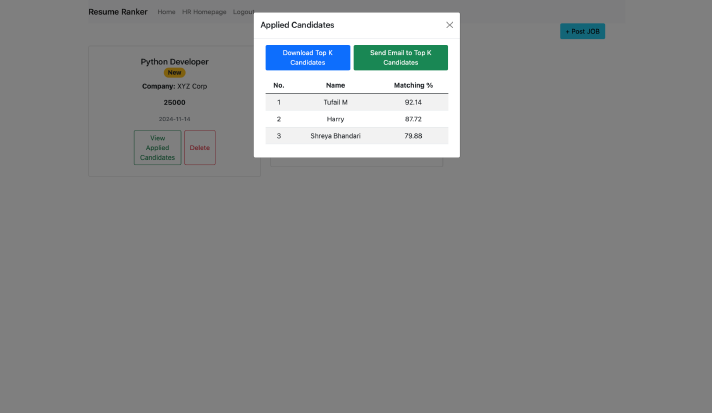 Resume Ranker Home HR Homepage Logout
+ Post JOB
Python Developer
New
Company: XYZ Corp
25000
2024-11-14
View
Applied
Candidates
Delete
Applied Candidates
Download Top K
Candidates
Send Email to Top K
Candidates
No. Name Matching %
1 Tufail M 92.14
2 Harry 87.72
3 Shreya Bhandari 79.88